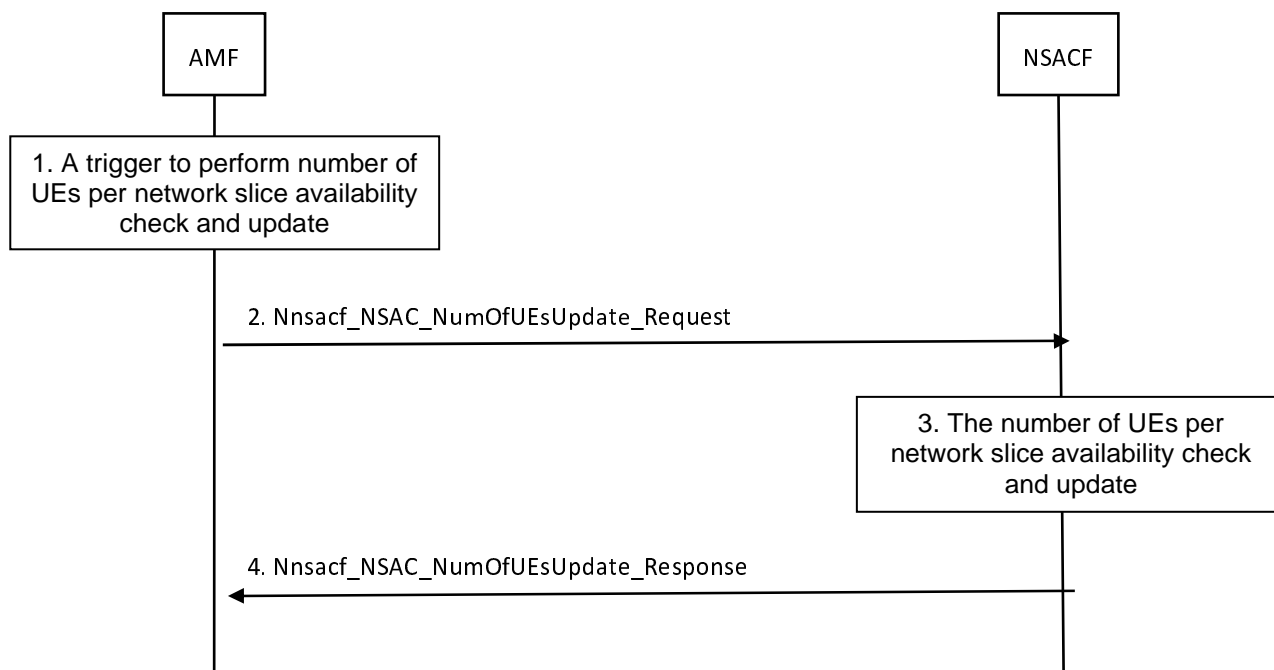 AMF
NSACF
1. A trigger to perform number of
UEs per network slice availability
check and update
2. Nnsacf_NSAC_NumOfUEsUpdate_Request
3. The number of UEs per
network slice availability check
and update
4. Nnsacf_NSAC_NumOfUEsUpdate_Response